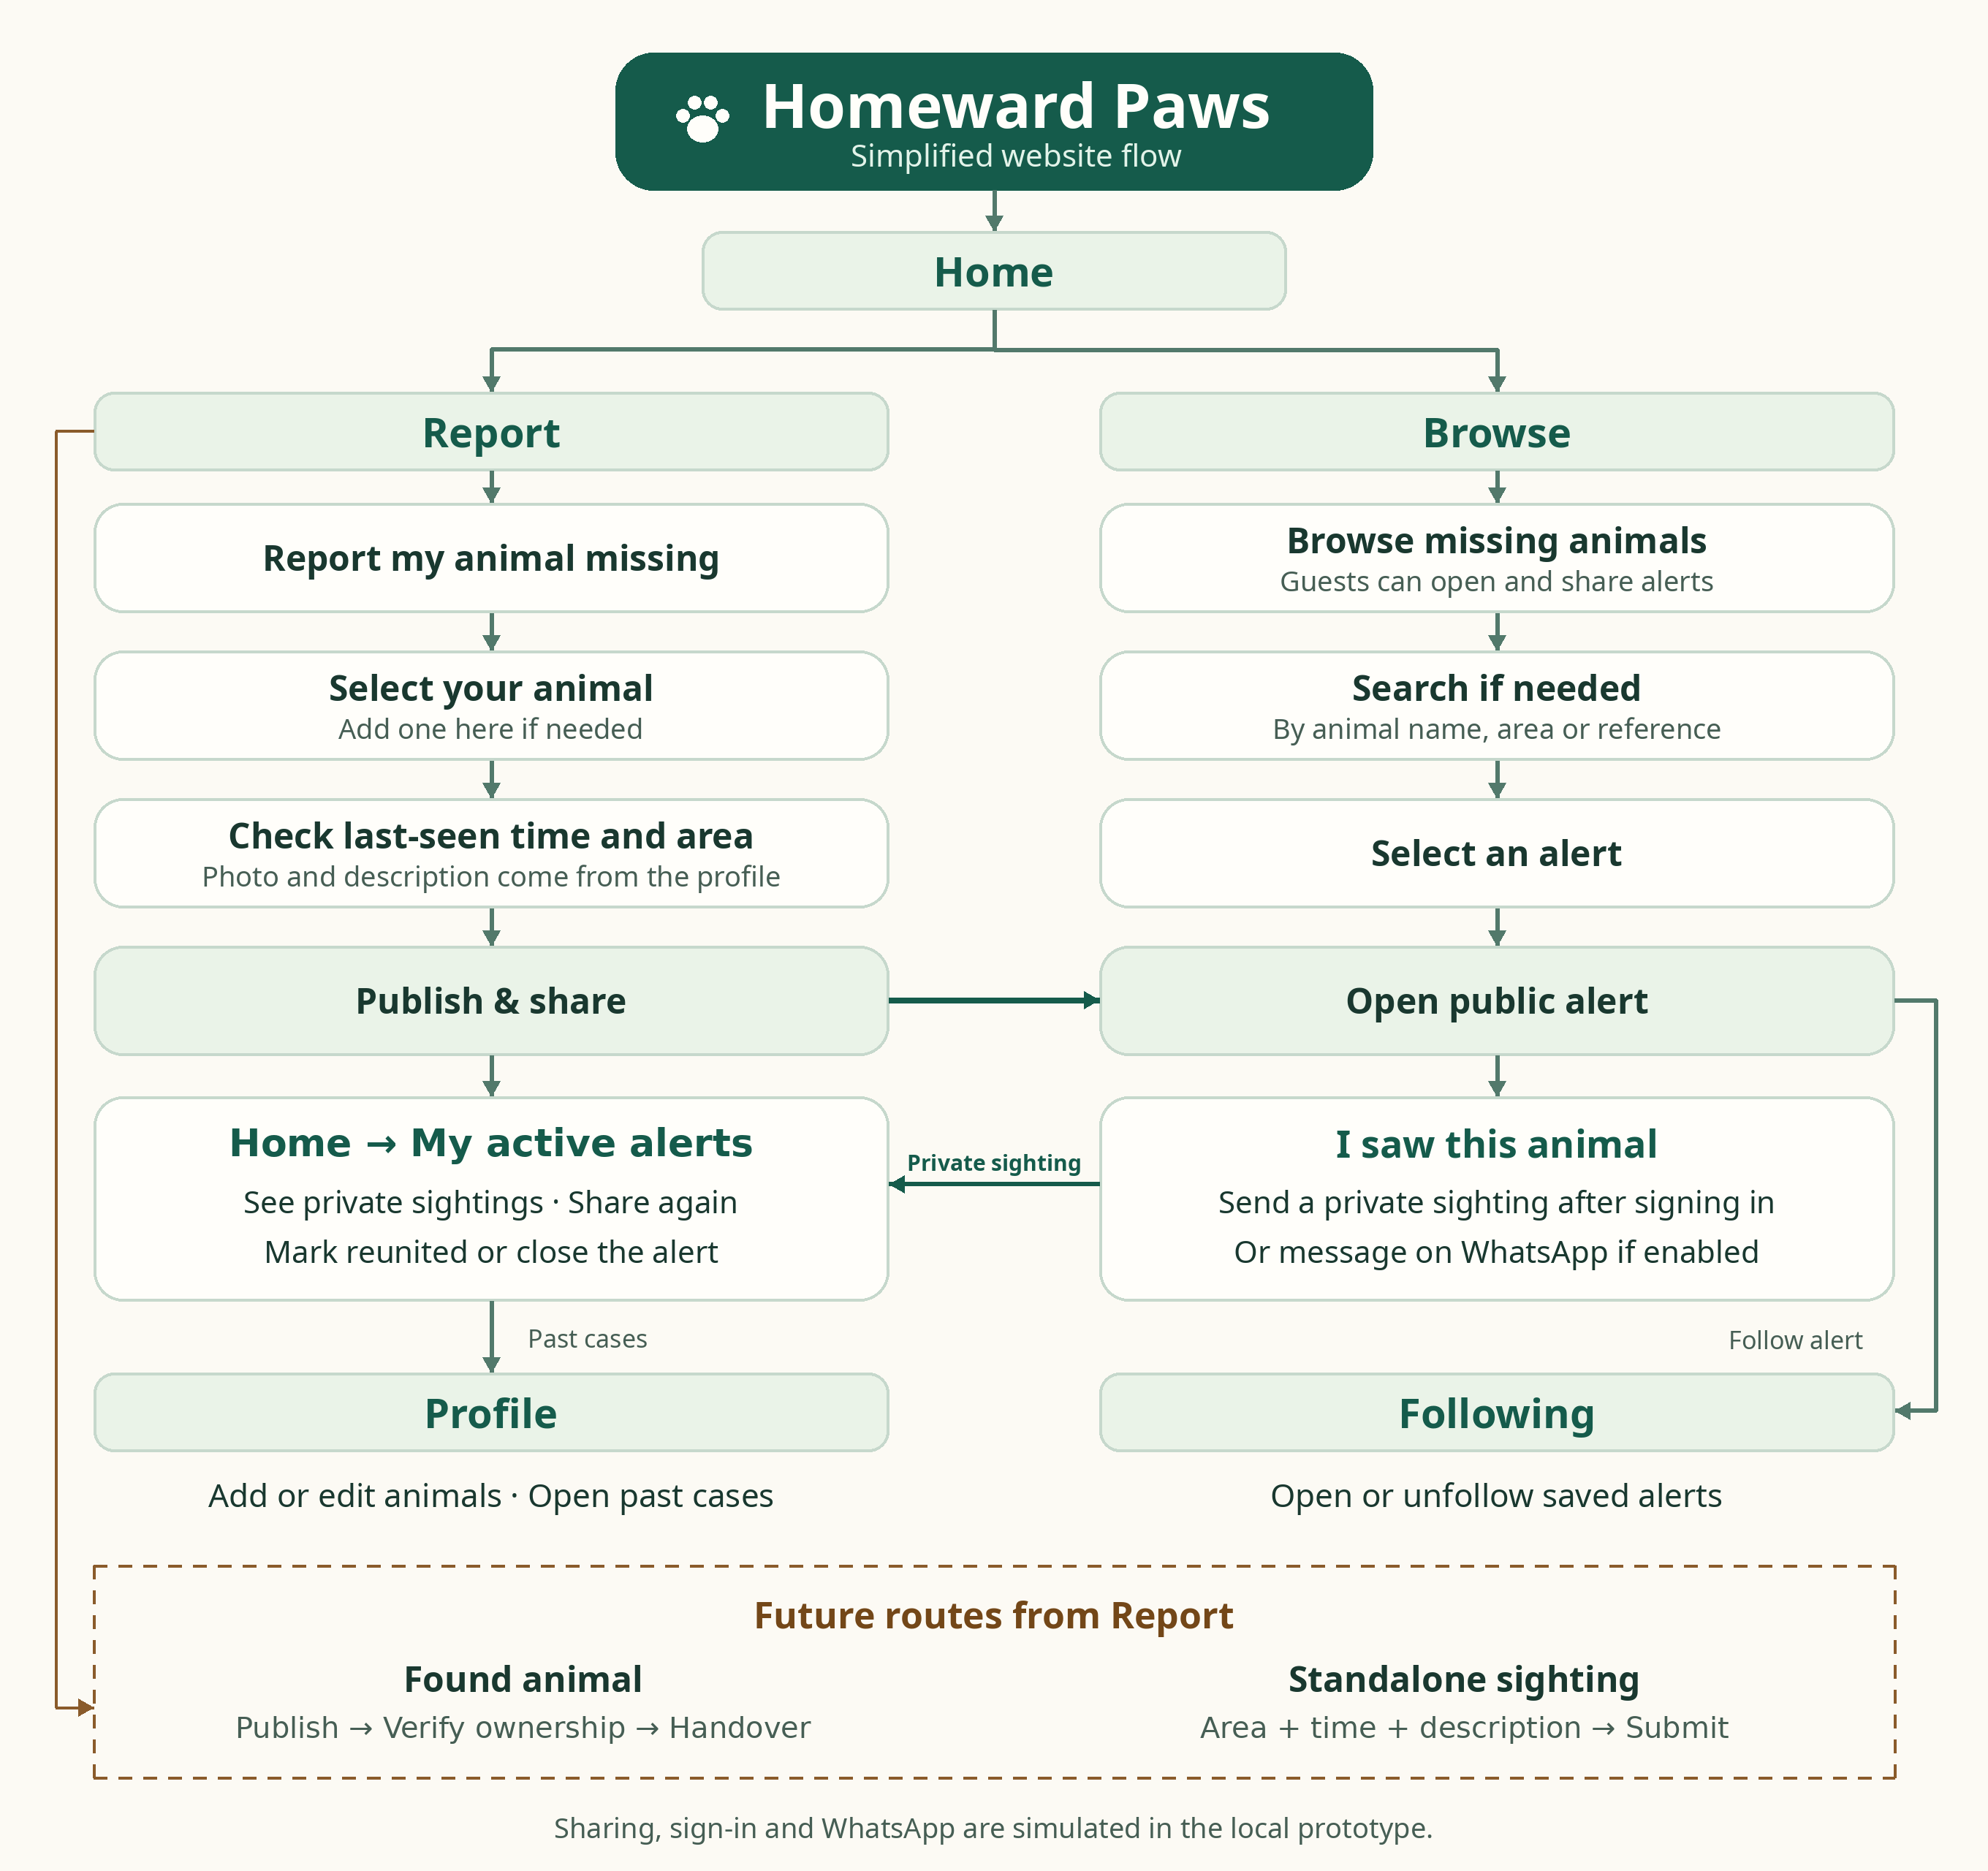 Homeward Paws
Simplified website flow
Home
Report
Report my animal missing
Select your animal
Add one here if needed
Check last-seen time and area
Photo and description come from the profile
Publish & share
Home → My active alerts
See private sightings · Share again
Mark reunited or close the alert
Past cases
Profile
Add or edit animals · Open past cases
Browse
Browse missing animals
Guests can open and share alerts
Search if needed
By animal name, area or reference
Select an alert
Open public alert
Private sighting
I saw this animal
Send a private sighting after signing in
Or message on WhatsApp if enabled
Follow alert
Following
Open or unfollow saved alerts
Future routes from Report
Found animal
Publish → Verify ownership → Handover
Standalone sighting
Area + time + description → Submit
Sharing, sign-in and WhatsApp are simulated in the local prototype.